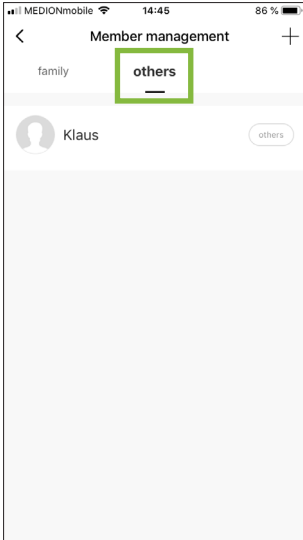 MEDIONmobile 14:45 86 %
Member management
family others
Klaus others